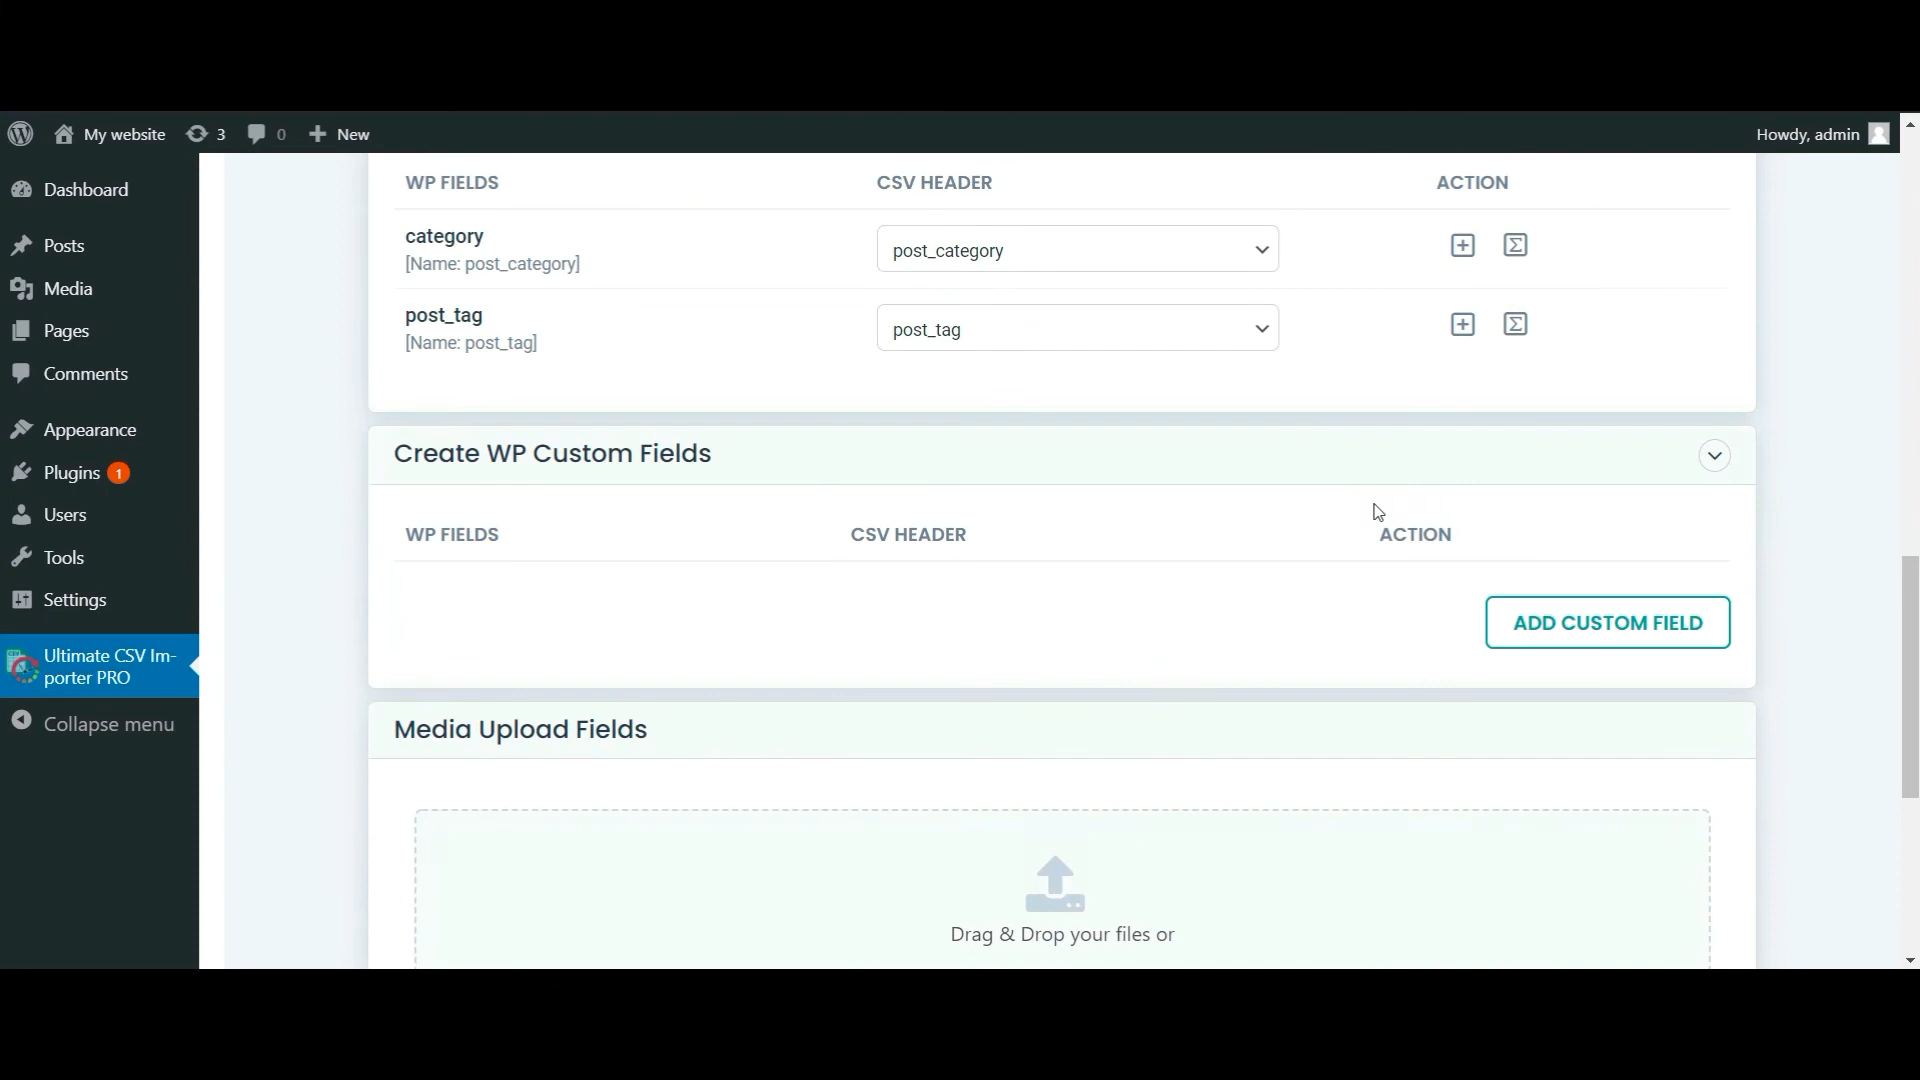 My website
3
0
New
Howdy, admin
Dashboard
Posts
Media
Pages
Comments
Appearance
Plugins 1
Users
Tools
Settings
Ultimate CSV Im-
porter PRO
Collapse menu
WP FIELDS CSV HEADER ACTION
category
[Name: post_category]
post_category
post_tag
[Name: post_tag]
post_tag
Create WP Custom Fields
WP FIELDS CSV HEADER ACTION
ADD CUSTOM FIELD
Media Upload Fields
Drag & Drop your files or